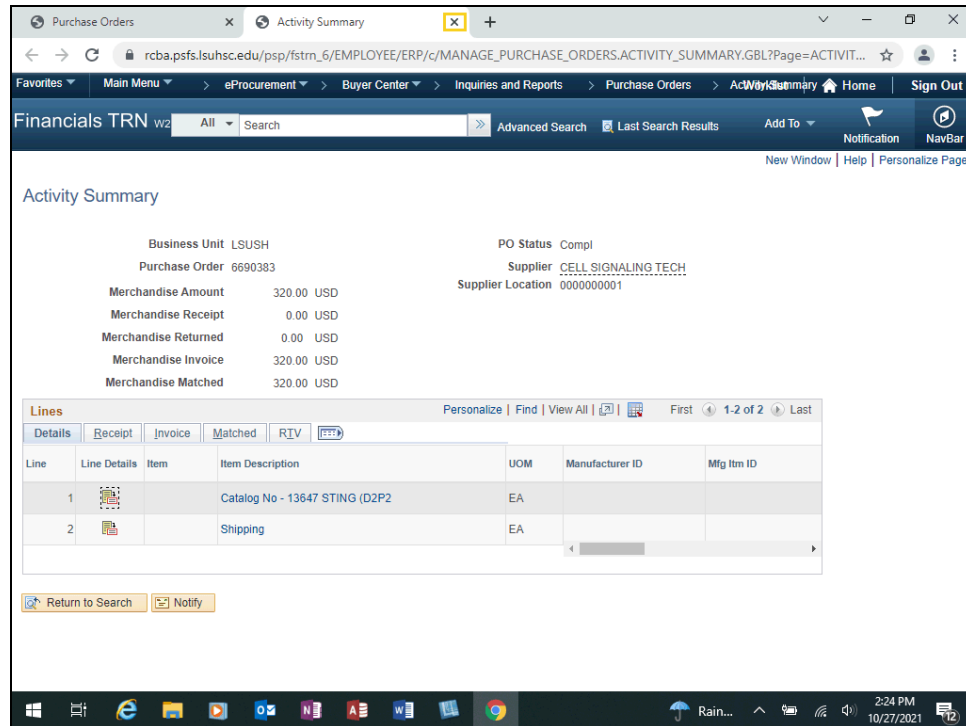 Purchase Orders
Activity Summary
rcba.psfs.lsuhsc.edu/psp/fstrn_6/EMPLOYEE/ERP/c/MANAGE_PURCHASE_ORDERS.ACTIVITY_SUMMARY.GBL?Page=ACTIVIT...
Favorites Main Menu > eProcurement > Buyer Center > Inquiries and Reports > Purchase Orders > Activity Summary Worklist Home Sign Out
Financials TRN W2 All Search » Advanced Search Last Search Results Add To Notification NavBar
New Window | Help | Personalize Page
Activity Summary
Business Unit LSUSH PO Status Compl
Purchase Order 6690383 Supplier CELL SIGNALING TECH
Supplier Location 0000000001
Merchandise Amount 320.00 USD
Merchandise Receipt 0.00 USD
Merchandise Returned 0.00 USD
Merchandise Invoice 320.00 USD
Merchandise Matched 320.00 USD
Lines Personalize | Find | View All | | First 1-2 of 2 Last
Details Receipt Invoice Matched RTV
Line Line Details Item Item Description UOM Manufacturer ID Mfg Itm ID
1 Catalog No - 13647 STING (D2P2 EA
2 Shipping EA
Return to Search Notify
Rain... 2:24 PM
10/27/2021 12